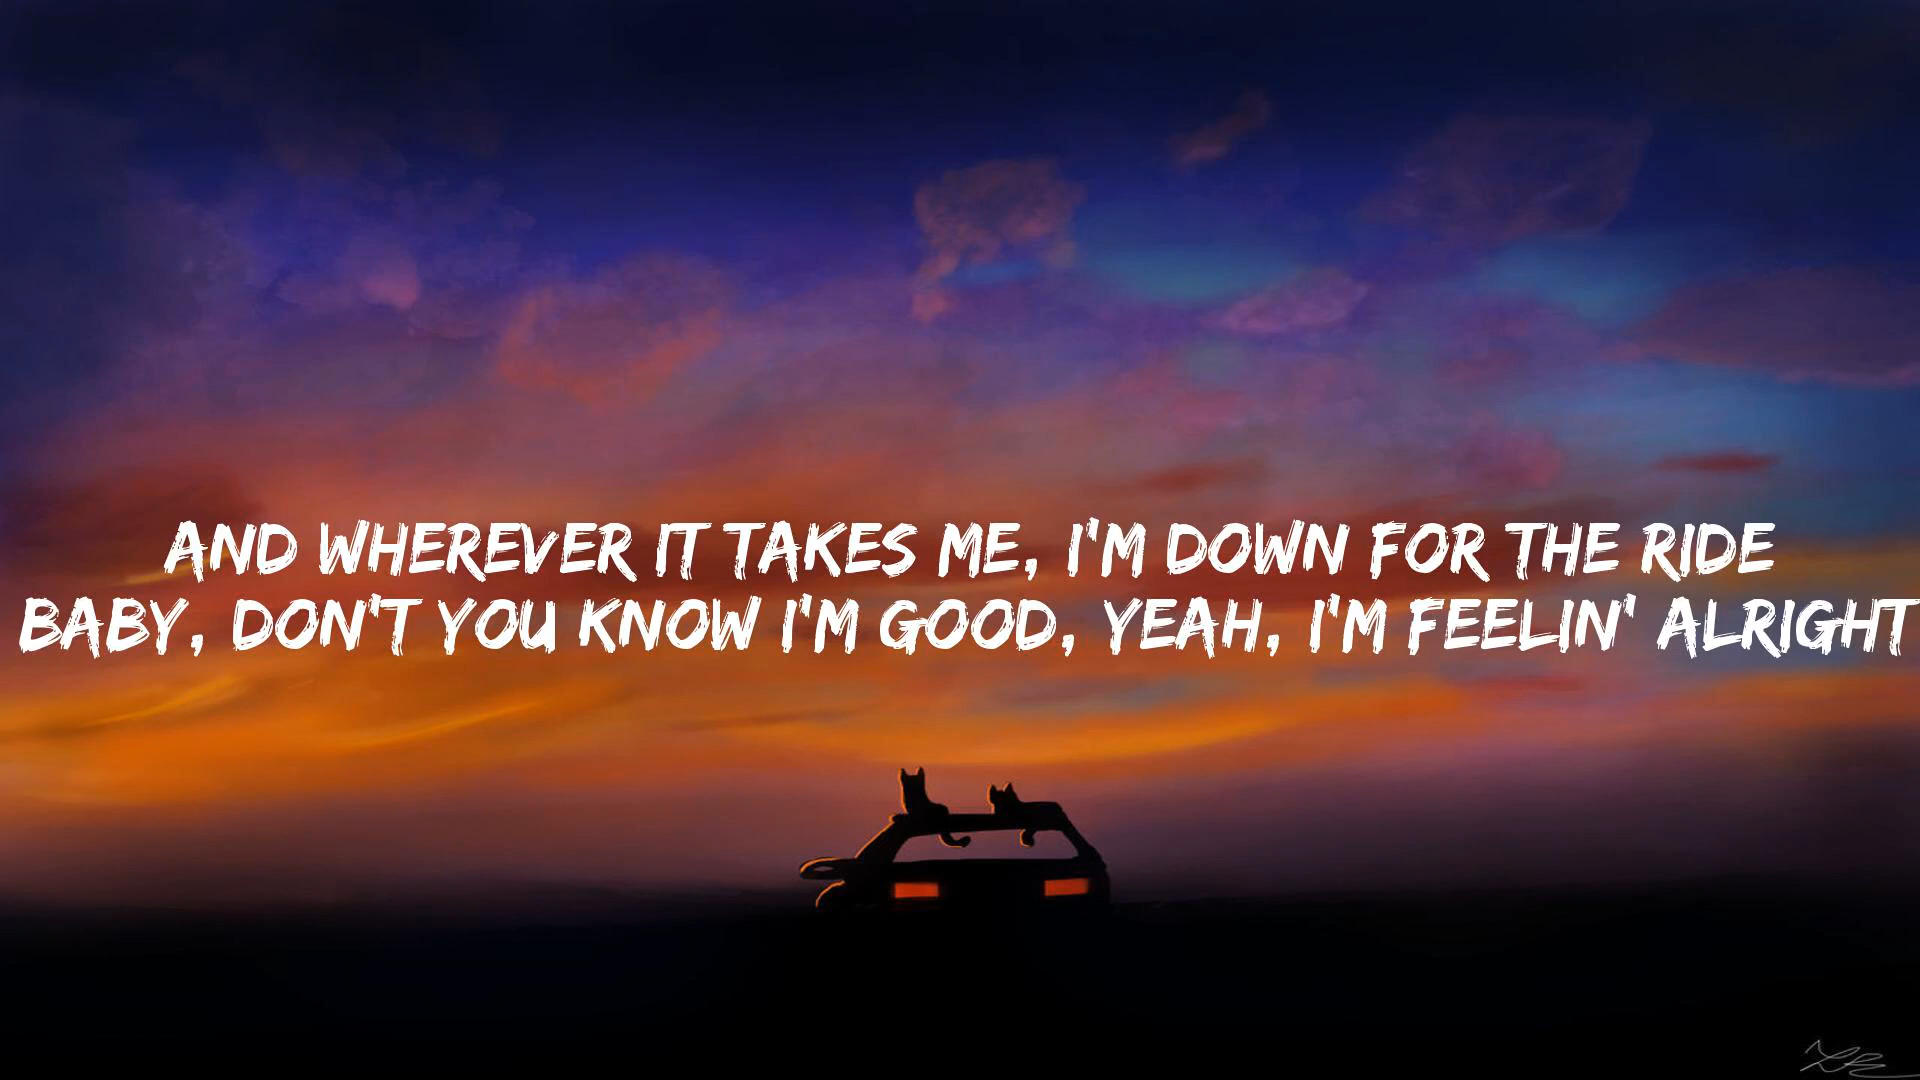 AND WHEREVER IT TAKES ME, I'M DOWN FOR THE RIDE
BABY, DON'T YOU KNOW I'M GOOD, YEAH, I'M FEELIN' ALRIGHT